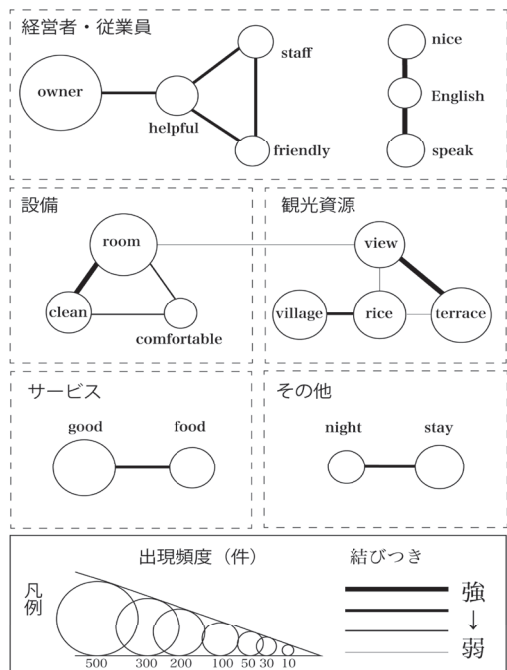 経営者・従業員
owner
helpful
staff
friendly
nice
English
speak
設備
room
clean
comfortable
観光資源
view
village
rice
terrace
サービス
good
food
その他
night
stay
凡例
出現頻度（件）
500
300
200
100
50
30
10
結びつき
強
↓
弱